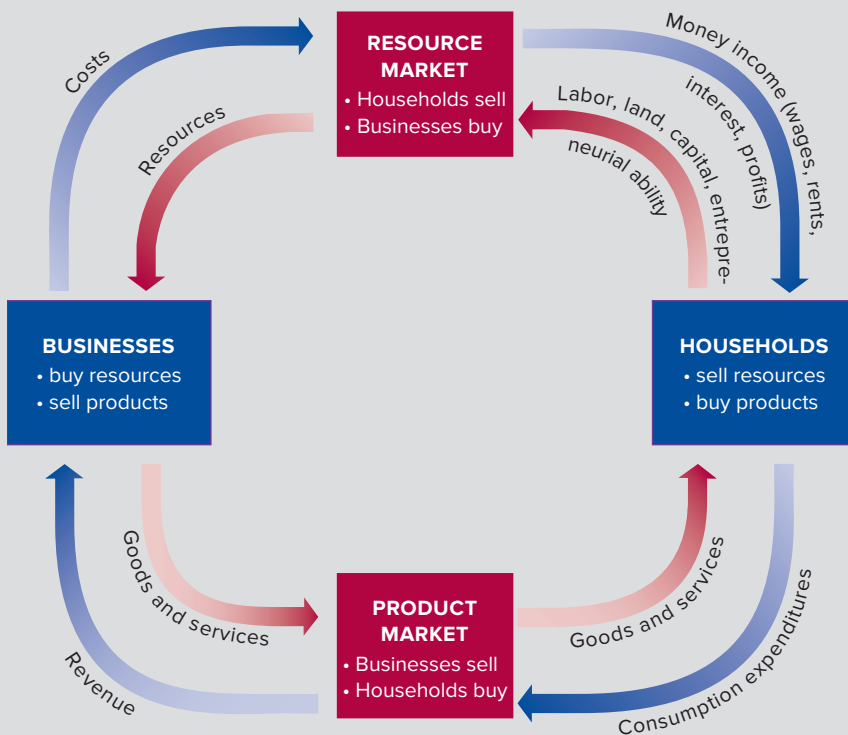 RESOURCE
MARKET
• Households sell
• Businesses buy
Costs
Resources
Money income (wages, rents,
interest, profits)
Labor, land, capital, entrepre-
neurial ability
BUSINESSES
• buy resources
• sell products
HOUSEHOLDS
• sell resources
• buy products
Goods and services
Revenue
PRODUCT
MARKET
• Businesses sell
• Households buy
Goods and services
Consumption expenditures